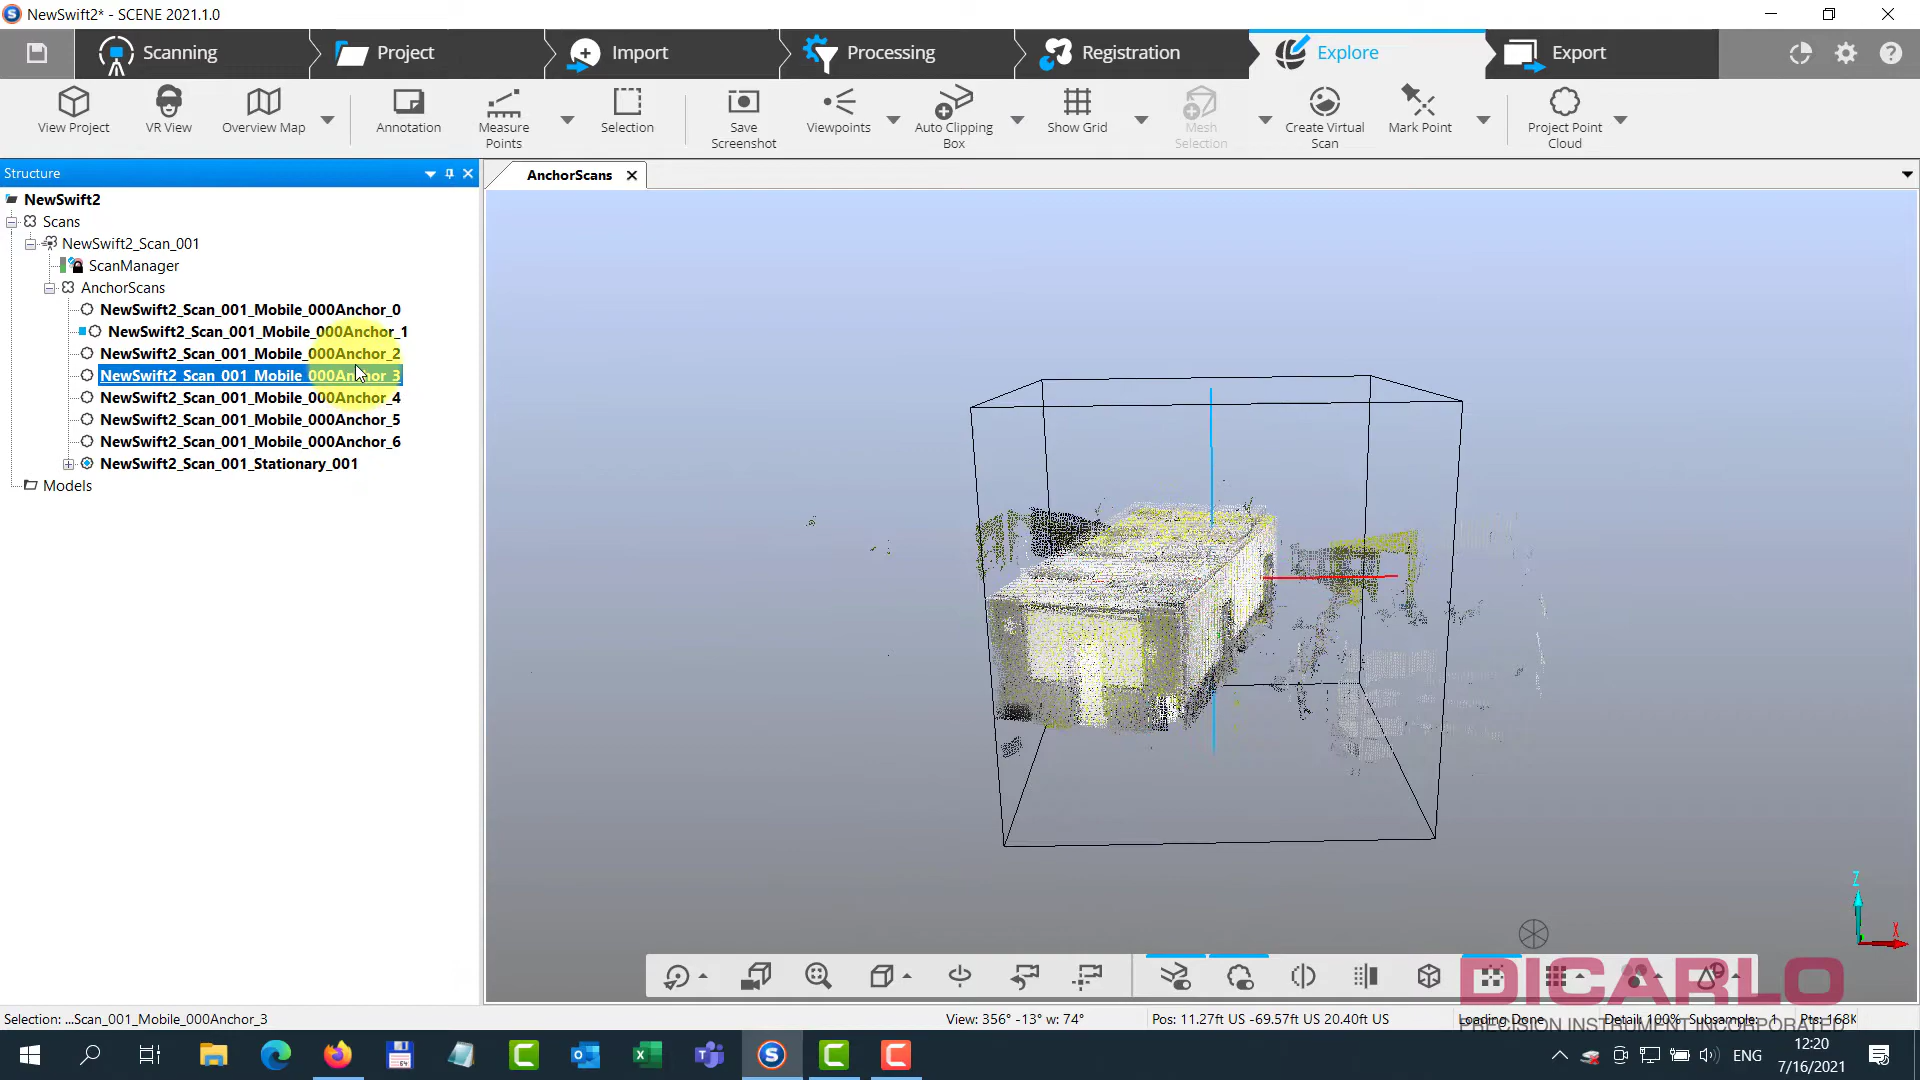 NewSwift2* - SCENE 2021.1.0
Scanning
Project
Import
Processing
Registration
Explore
Export
View Project
VR View
Overview Map
Annotation
Measure
Points
Selection
Save
Screenshot
Viewpoints
Auto Clipping
Box
Show Grid
Mesh
Selection
Create Virtual
Scan
Mark Point
Project Point
Cloud
Structure
AnchorScans
NewSwift2
Scans
NewSwift2_Scan_001
ScanManager
AnchorScans
NewSwift2_Scan_001_Mobile_000Anchor_0
NewSwift2_Scan_001_Mobile_000Anchor_1
NewSwift2_Scan_001_Mobile_000Anchor_2
NewSwift2_Scan_001_Mobile_000Anchor_3
NewSwift2_Scan_001_Mobile_000Anchor_4
NewSwift2_Scan_001_Mobile_000Anchor_5
NewSwift2_Scan_001_Mobile_000Anchor_6
NewSwift2_Scan_001_Stationary_001
Models
Z
X
DICARLO
PRECISION INSTRUMENT INCORPORATED
Selection: ...Scan_001_Mobile_000Anchor_3
View: 356° -13° w: 74°
Pos: 11.27ft US -69.57ft US 20.40ft US
Loading Done
Detail: 100%
Subsample: 1
Pts: 168K
ENG
12:20
7/16/2021